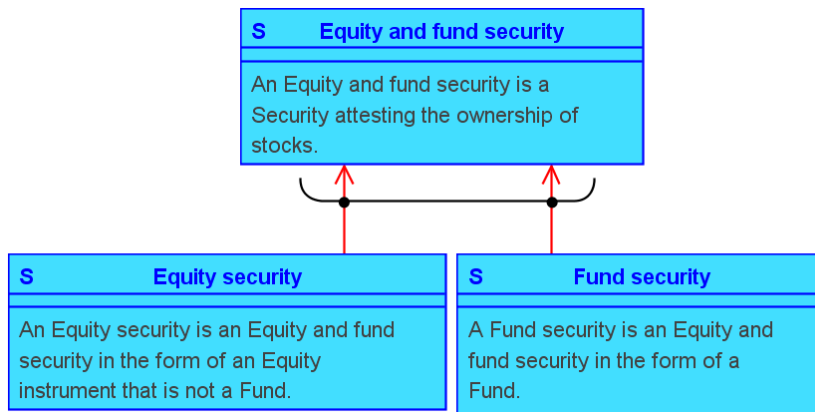 S Equity and fund security
An Equity and fund security is a
Security attesting the ownership of
stocks.
S Equity security
An Equity security is an Equity and fund
security in the form of an Equity
instrument that is not a Fund.
S Fund security
A Fund security is an Equity and
fund security in the form of a
Fund.